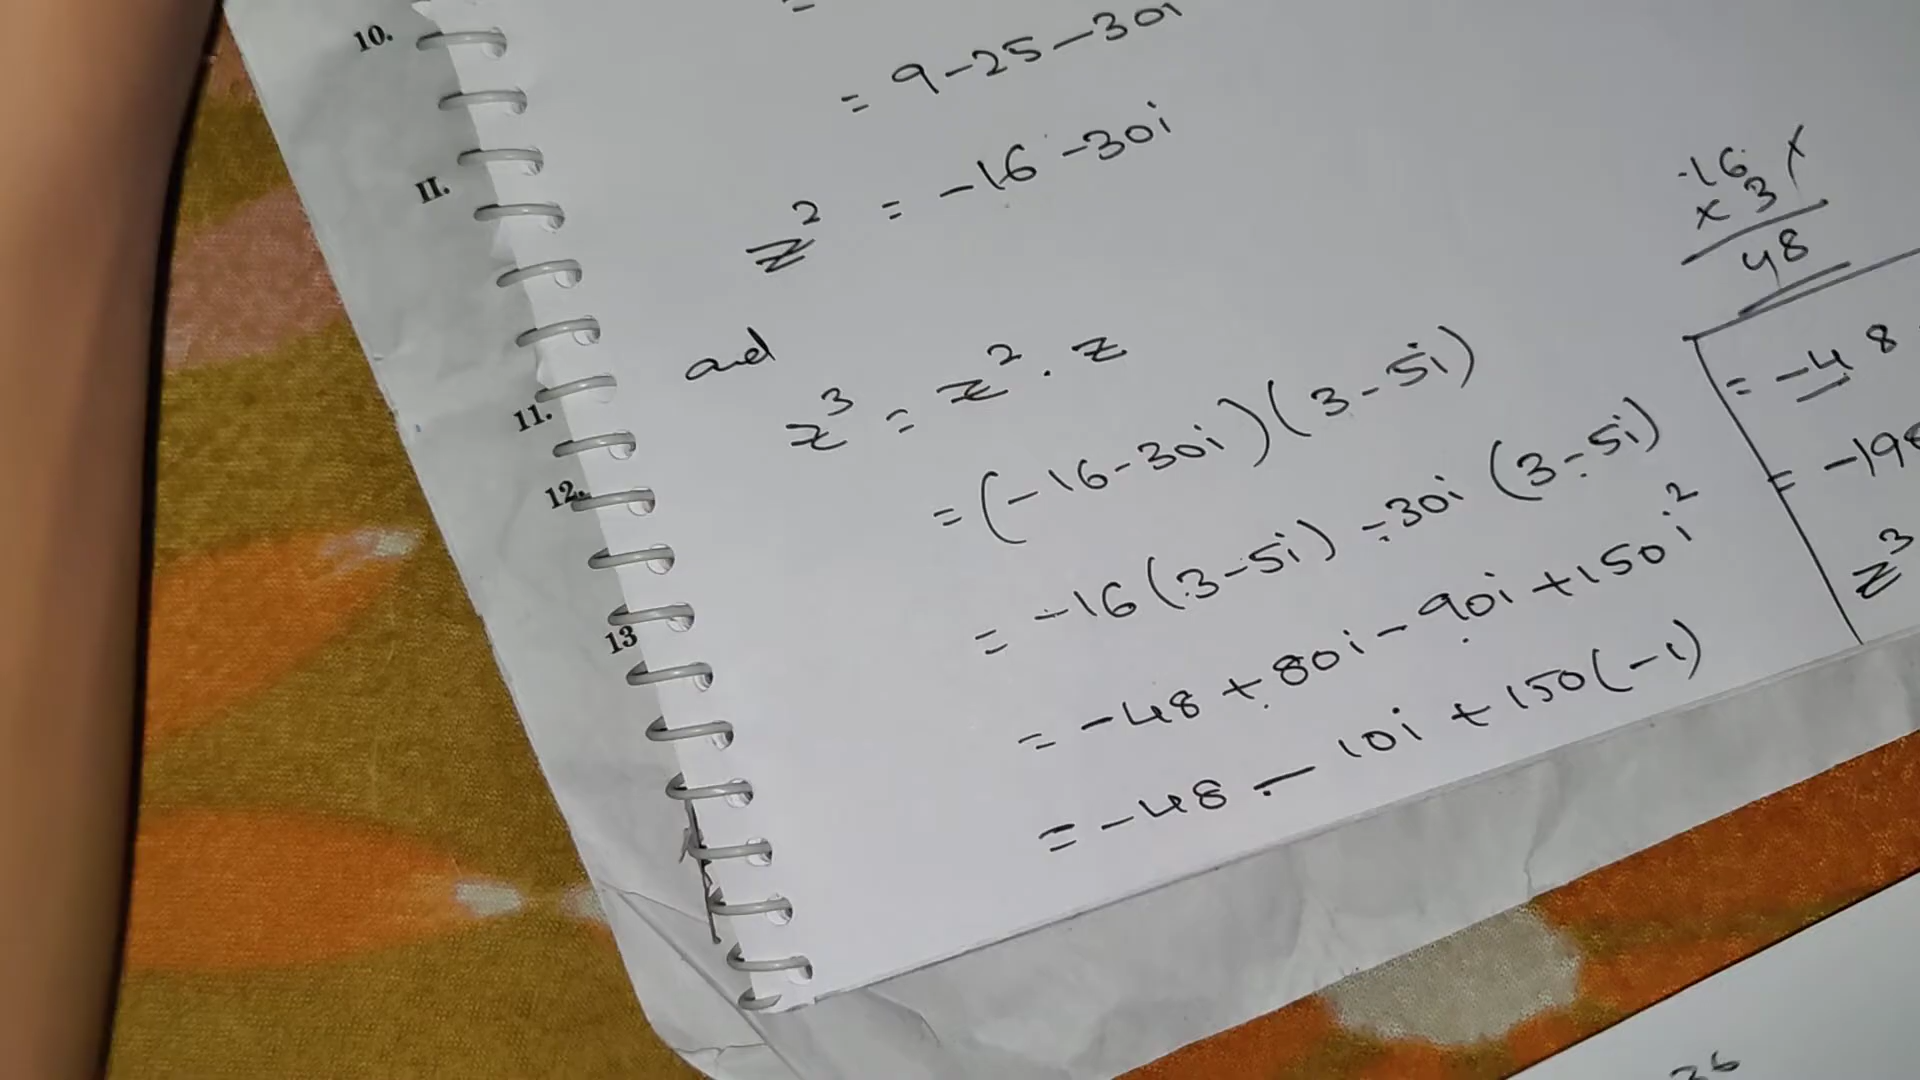 10.
= 9-25-30i
= -16-30i
II.
z² = -16-30i
-16
× 3
48
and
z³ = z².z
11.
= (-16-30i)(3-5i)
12.
= -16(3-5i)-30i(3-5i)
13
= -48+80i-90i+150i²
= -48-10i+150(-1)
= -48
= -198
z³
36